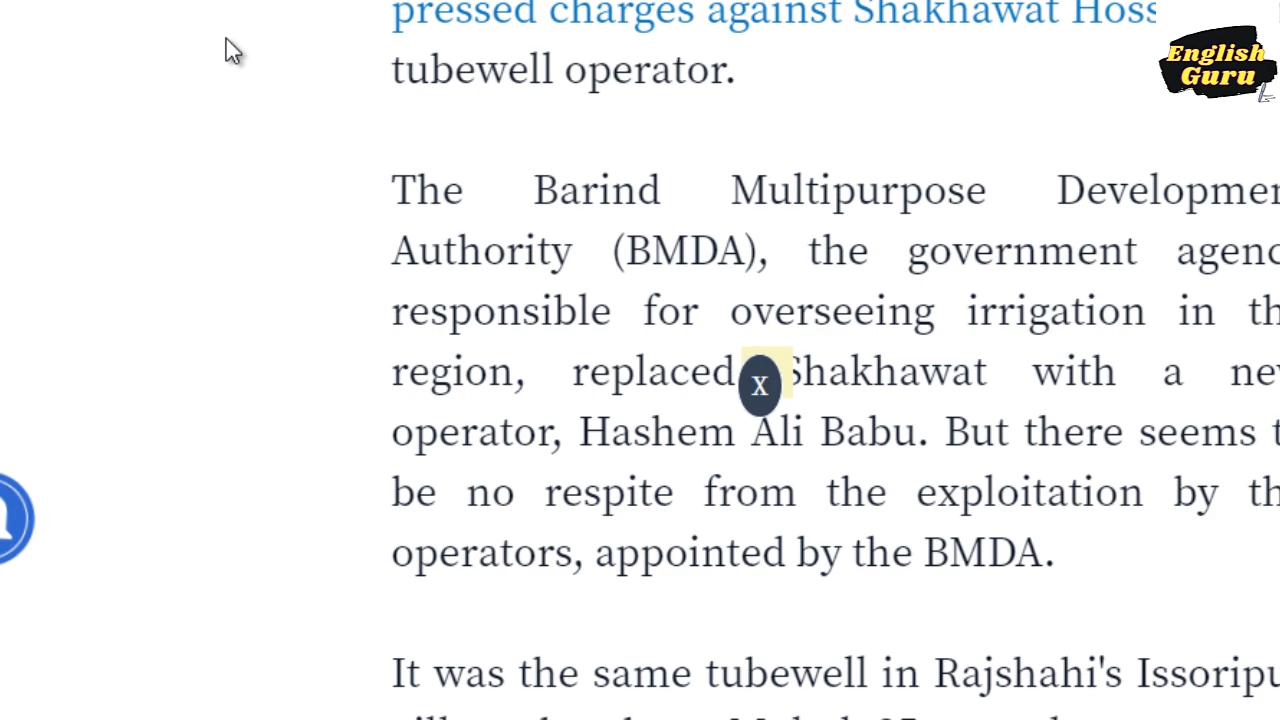 pressed charges against Shakhawat Hoss
tubewell operator.
English
Guru
The Barind Multipurpose Developmen
Authority (BMDA), the government agenc
responsible for overseeing irrigation in th
region, replaced Shakhawat with a new
x
operator, Hashem Ali Babu. But there seems t
be no respite from the exploitation by th
operators, appointed by the BMDA.
It was the same tubewell in Rajshahi's Issoripu